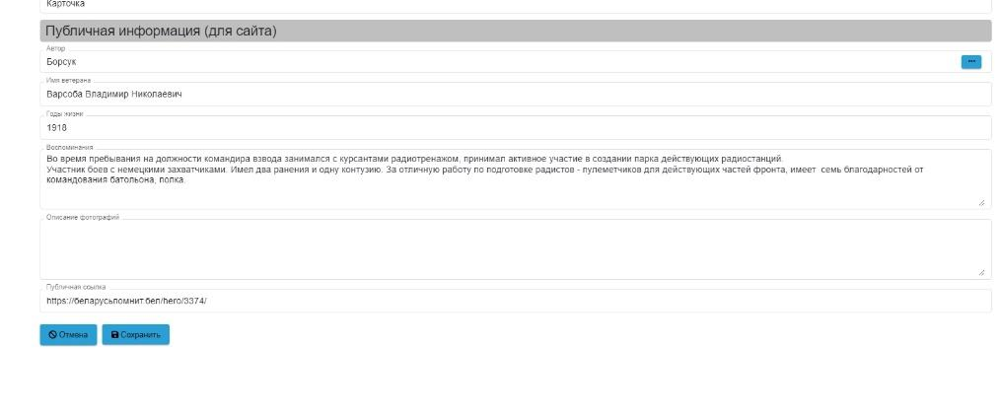 Карточка
Публичная информация (для сайта)
Автор
Борсук
Имя ветерана
Варсоба Владимир Николаевич
Годы жизни
1918
Воспоминания
Во время пребывания на должности командира взвода занимался с курсантами радиотренажом, принимал активное участие в создании парка действующих радиостанций.
Участник боев с немецкими захватчиками. Имел два ранения и одну контузию. За отличную работу по подготовке радистов - пулеметчиков для действующих частей фронта, имеет семь благодарностей от
командования батольона, полка.
Описание фотографий
Публичная ссылка
https://беларусьпомнит.бел/hero/3374/
Отмена Сохранить